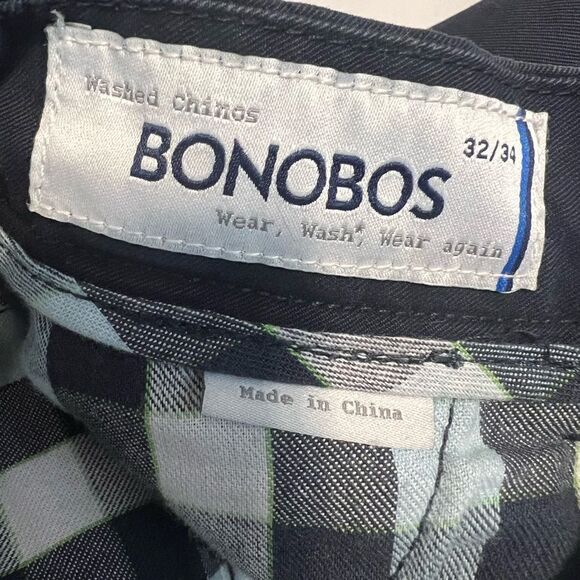 Washed Chinos
32/34
BONOBOS
Wear, Wash*, Wear again
Made in China